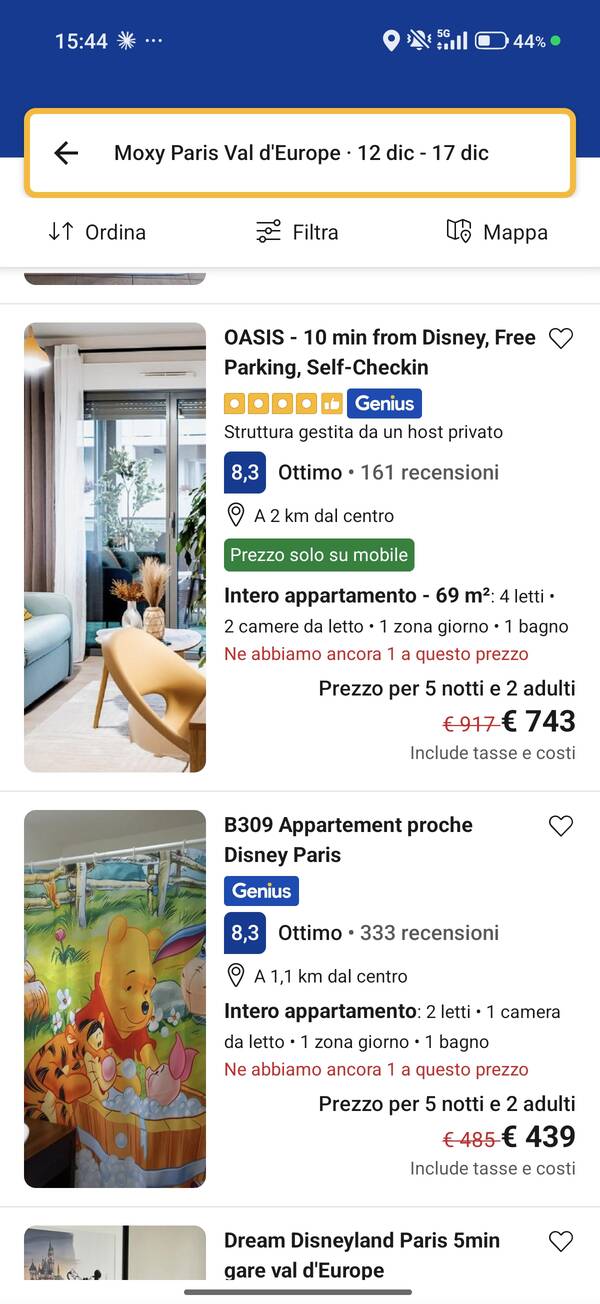 15:44
5G
44%
Moxy Paris Val d'Europe · 12 dic - 17 dic
Ordina
Filtra
Mappa
OASIS - 10 min from Disney, Free
Parking, Self-Checkin
Genius
Struttura gestita da un host privato
8,3 Ottimo • 161 recensioni
A 2 km dal centro
Prezzo solo su mobile
Intero appartamento - 69 m²: 4 letti •
2 camere da letto • 1 zona giorno • 1 bagno
Ne abbiamo ancora 1 a questo prezzo
Prezzo per 5 notti e 2 adulti
€ 917 € 743
Include tasse e costi
B309 Appartement proche
Disney Paris
Genius
8,3 Ottimo • 333 recensioni
A 1,1 km dal centro
Intero appartamento: 2 letti • 1 camera
da letto • 1 zona giorno • 1 bagno
Ne abbiamo ancora 1 a questo prezzo
Prezzo per 5 notti e 2 adulti
€ 485 € 439
Include tasse e costi
Dream Disneyland Paris 5min
gare val d'Europe